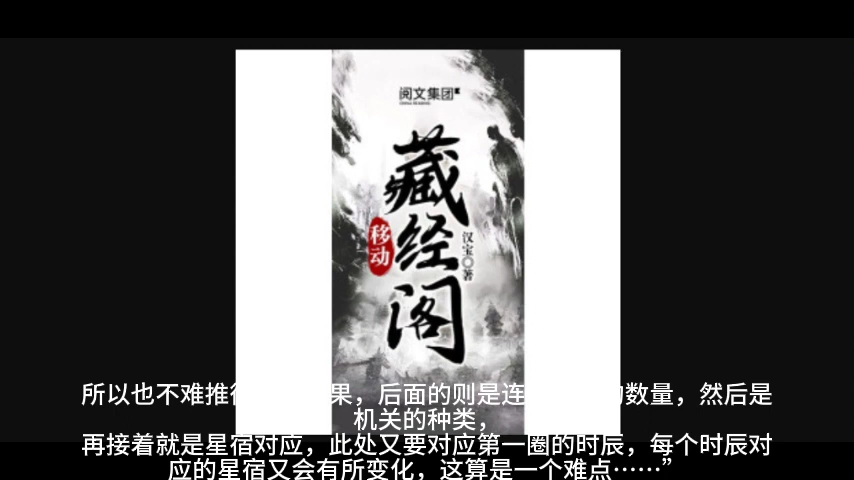 阅文集团
CHINA READING
移动
藏经阁
汉宝◎著
所以也不难推 果，后面的则是连 数量，然后是
机关的种类，
再接着就是星宿对应，此处又要对应第一圈的时辰，每个时辰对
应的星宿又会有所变化，这算是一个难点……”